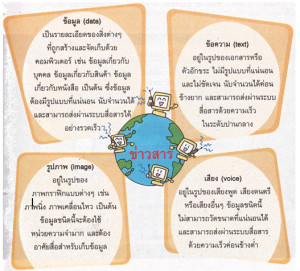 ข้อมูล (data)
เป็นรายละเอียดของสิ่งต่างๆ
ที่ถูกสร้างและจัดเก็บด้วย
คอมพิวเตอร์ เช่น ข้อมูลเกี่ยวกับ
บุคคล ข้อมูลเกี่ยวกับสินค้า ข้อมูล
เกี่ยวกับหนังสือ เป็นต้น ซึ่งข้อมูล
ต้องมีรูปแบบที่แน่นอน นับจำนวนได้
และสามารถส่งผ่านระบบสื่อสารได้
อย่างรวดเร็ว
ข้อความ (text)
อยู่ในรูปของเอกสารหรือ
ตัวอักขระ ไม่มีรูปแบบที่แน่นอน
และไม่ชัดเจน นับจำนวนได้ค่อน
ข้างยาก และสามารถส่งผ่านระบบ
สื่อสารด้วยความเร็ว
ในระดับปานกลาง
ข่าวสาร
รูปภาพ (image)
อยู่ในรูปของ
ภาพกราฟิกแบบต่างๆ เช่น
ภาพนิ่ง ภาพเคลื่อนไหว เป็นต้น
ข้อมูลชนิดนี้จะต้องใช้
หน่วยความจำมาก และต้อง
อาศัยสื่อสำหรับเก็บข้อมูล
เสียง (voice)
อยู่ในรูปของเสียงพูด เสียงดนตรี
หรือเสียงอื่นๆ ข้อมูลชนิดนี้
ไม่สามารถวัดขนาดที่แน่นอนได้
และสามารถส่งผ่านระบบสื่อสาร
ด้วยความเร็วค่อนข้างต่ำ